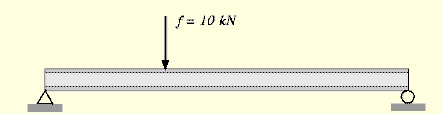 f = 10 kN